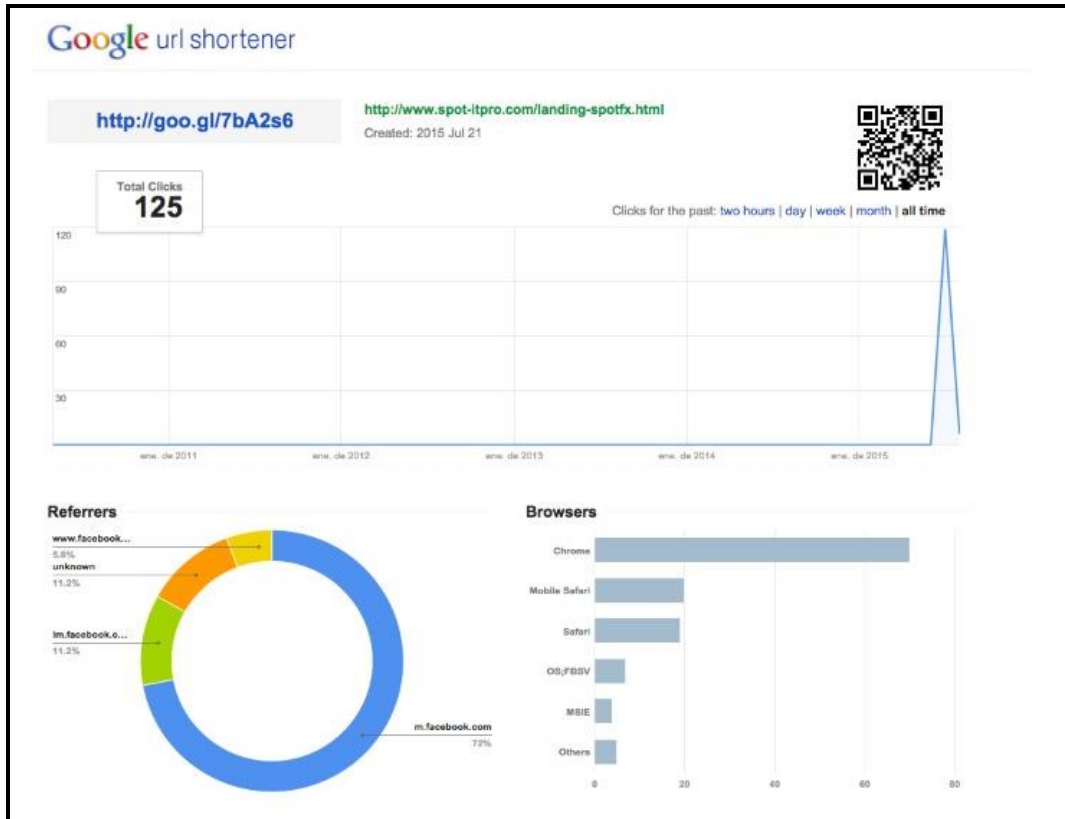 Google url shortener
http://goo.gl/7bA2s6
http://www.spot-itpro.com/landing-spotfx.html
Created: 2015 Jul 21
Total Clicks
125
Clicks for the past: two hours | day | week | month | all time
120
90
60
30
ene. de 2011
ene. de 2012
ene. de 2013
ene. de 2014
ene. de 2015
Referrers
www.facebook...
5.6%
unknown
11.2%
lm.facebook.c...
11.2%
m.facebook.com
72%
Browsers
Chrome
Mobile Safari
Safari
OS;FBSV
MSIE
Others
0
20
40
60
80